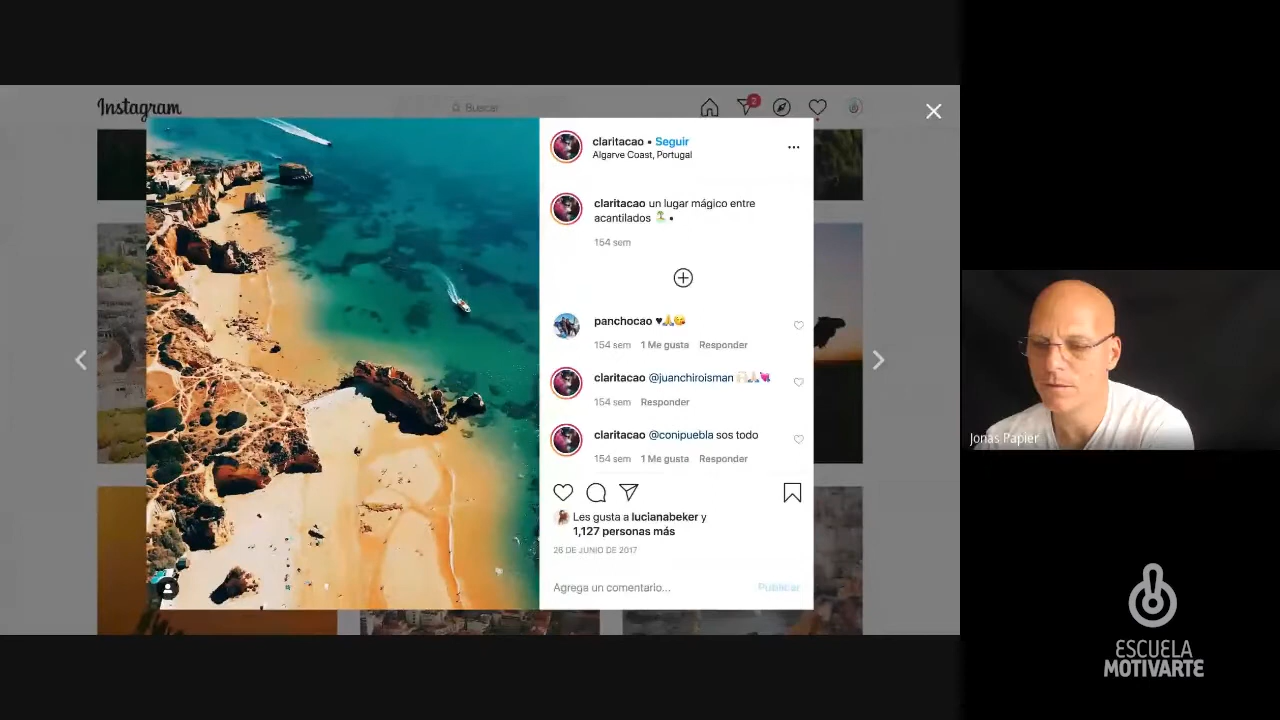 Instagram
Buscar
2
claritacao • Seguir
Algarve Coast, Portugal
claritacao un lugar mágico entre
acantilados 🏝 •
154 sem
panchocao ♥🙏😘
154 sem 1 Me gusta Responder
claritacao @juanchiroisman 🙌🏻🙏🏻💘
154 sem Responder
claritacao @conipuebla sos todo
154 sem 1 Me gusta Responder
Les gusta a lucianabeker y
1,127 personas más
26 DE JUNIO DE 2017
Agrega un comentario...
Publicar
Jonas Papier
ESCUELA
MOTIVARTE